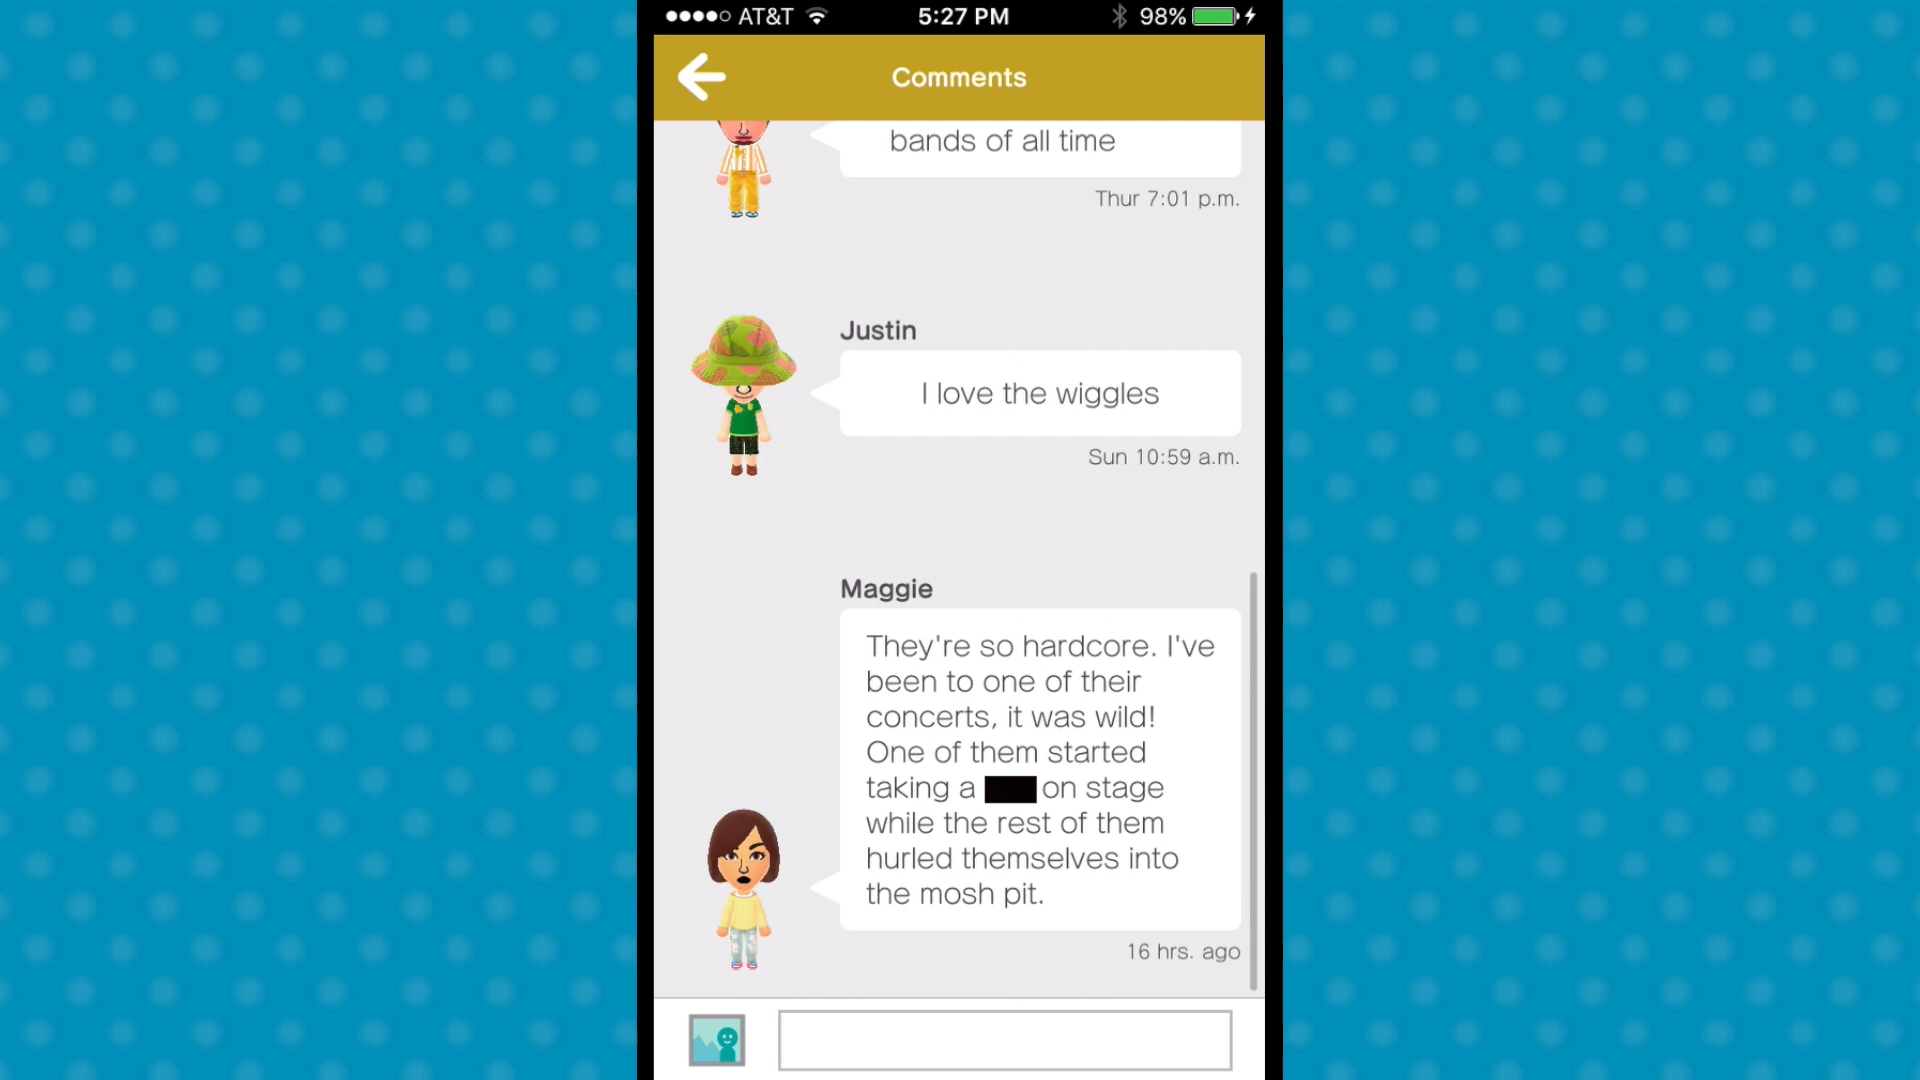 AT&T 5:27 PM 98%
Comments
bands of all time
Thur 7:01 p.m.
Justin
I love the wiggles
Sun 10:59 a.m.
Maggie
They're so hardcore. I've
been to one of their
concerts, it was wild!
One of them started
taking a on stage
while the rest of them
hurled themselves into
the mosh pit.
16 hrs. ago